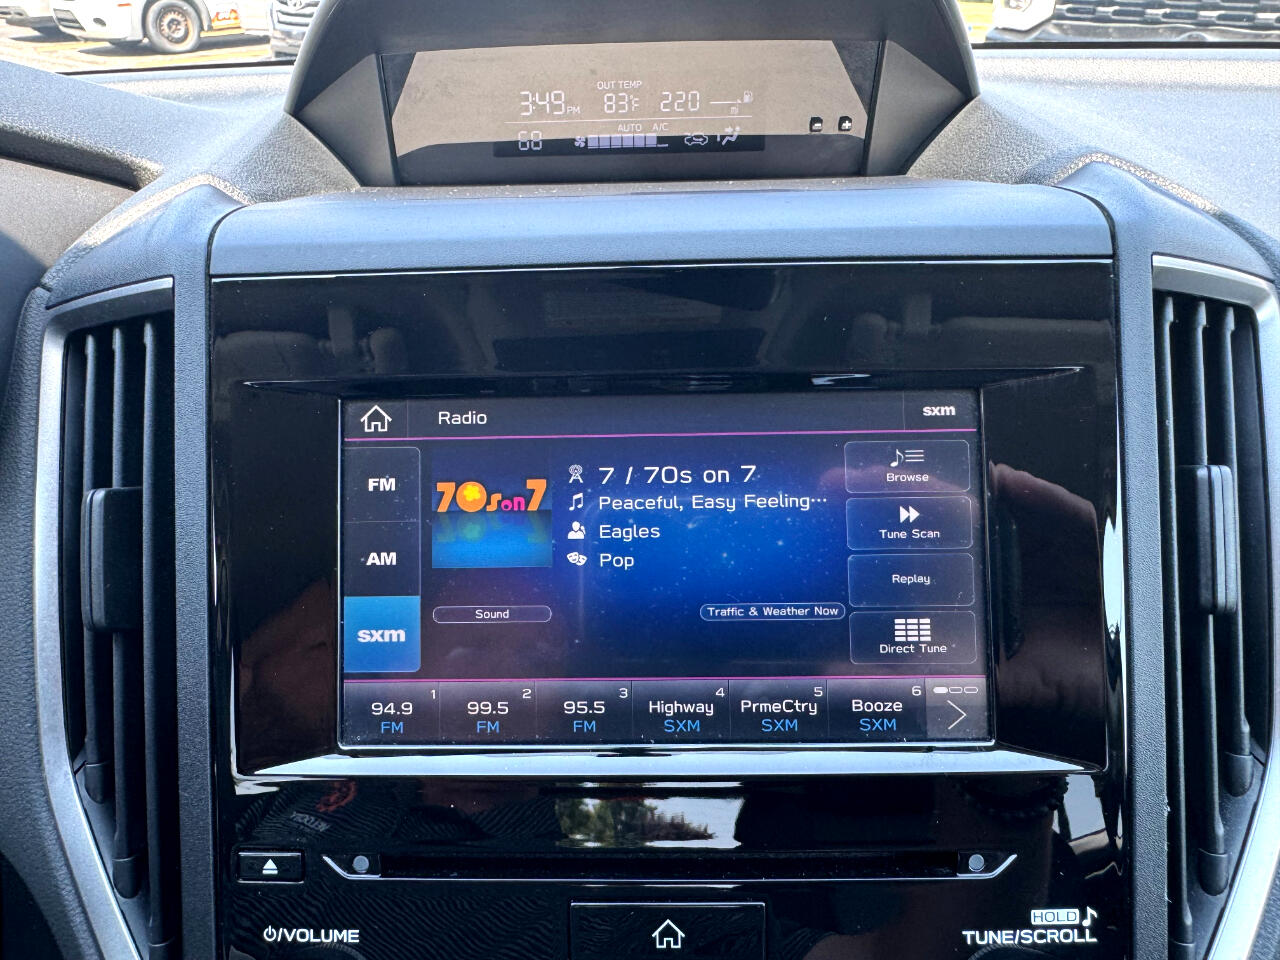 OUT TEMP
3:49 PM 83°F 220 mi
AUTO A/C
68
Radio
sxm
FM
AM
sxm
70s on 7
7 / 70s on 7
Peaceful, Easy Feeling…
Eagles
Pop
Sound
Traffic & Weather Now
Browse
Tune Scan
Replay
Direct Tune
1
94.9
FM
2
99.5
FM
3
95.5
FM
4
Highway
SXM
5
PrmeCtry
SXM
6
Booze
SXM
/VOLUME
HOLD
TUNE/SCROLL